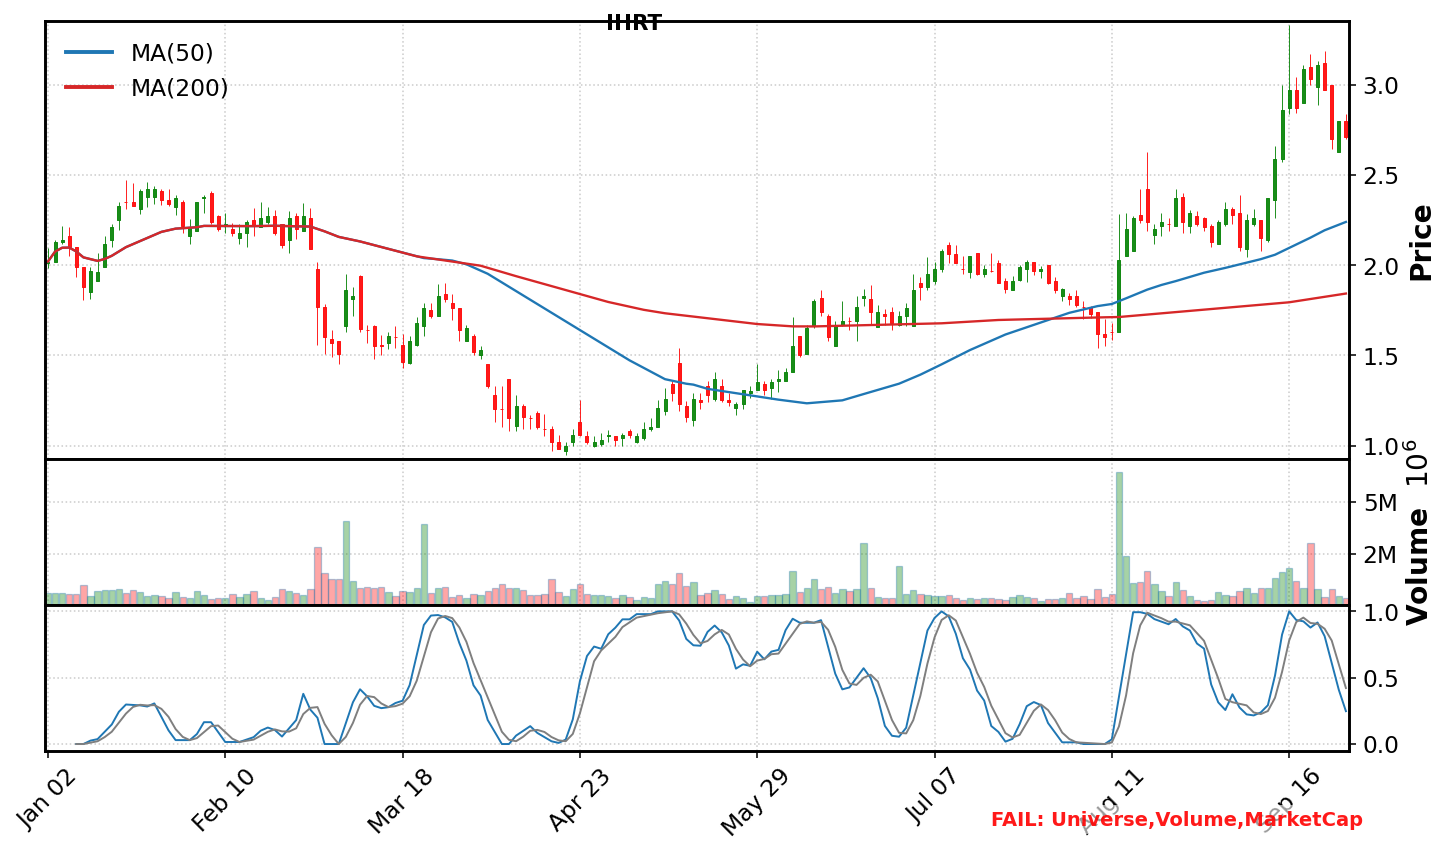 IHRT
MA(50)
MA(200)
3.0
2.5
2.0
1.5
1.0
Price
5M
2M
Volume 10^6
1.0
0.5
0.0
Jan 02
Feb 10
Mar 18
Apr 23
May 29
Jul 07
Aug 11
Sep 16
FAIL: Universe,Volume,MarketCap